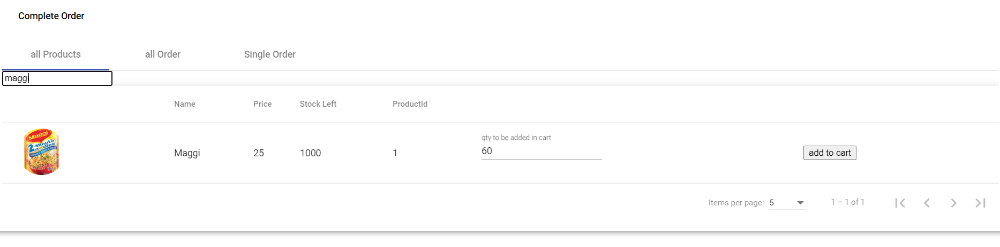 Complete Order
all Products all Order Single Order
maggi
Name Price Stock Left ProductId
Maggi
2-Minute
noodles
qty to be added in cart
Maggi 25 1000 1 60 add to cart
Items per page: 5 1 – 1 of 1